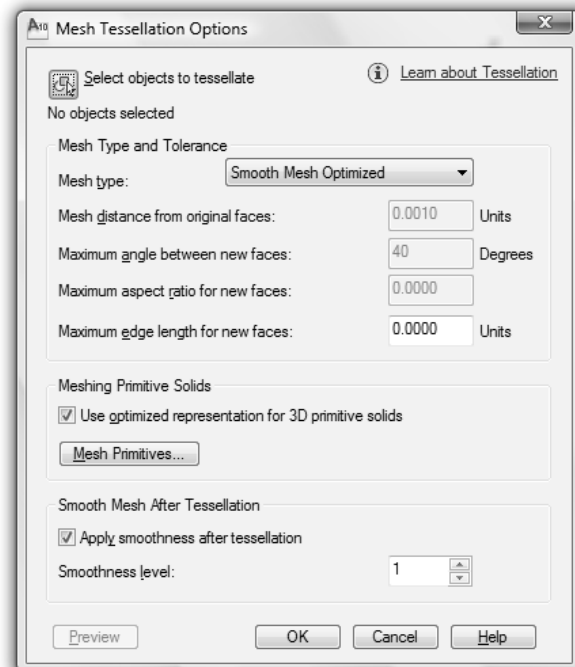 A10 Mesh Tessellation Options
Select objects to tessellate
Learn about Tessellation
No objects selected
Mesh Type and Tolerance
Mesh type: Smooth Mesh Optimized
Mesh distance from original faces: 0.0010 Units
Maximum angle between new faces: 40 Degrees
Maximum aspect ratio for new faces: 0.0000
Maximum edge length for new faces: 0.0000 Units
Meshing Primitive Solids
Use optimized representation for 3D primitive solids
Mesh Primitives...
Smooth Mesh After Tessellation
Apply smoothness after tessellation
Smoothness level: 1
Preview OK Cancel Help